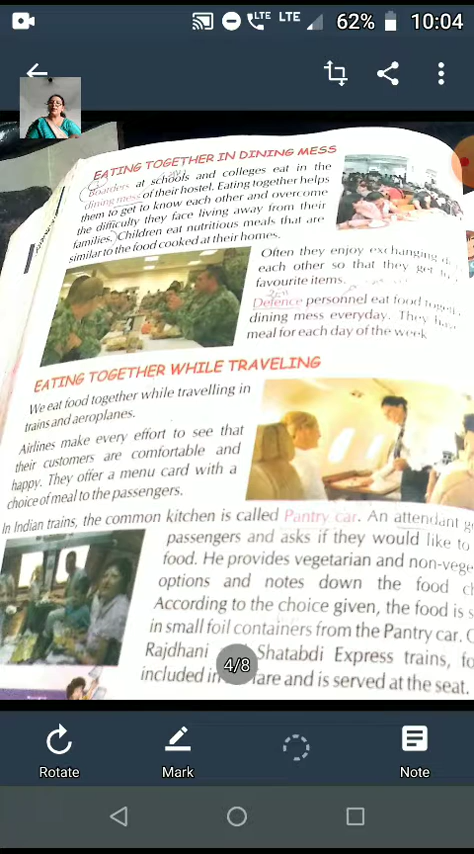 LTE LTE 62% 10:04
EATING TOGETHER IN DINING MESS
Boarders at schools and colleges eat in the
dining mess of their hostel. Eating together helps
them to get to know each other and overcome
the difficulty they face living away from their
families. Children eat nutritious meals that are
similar to the food cooked at their homes.
Often they enjoy exchanging
each other so that they get
favourite items.
Defence personnel eat food
dining mess everyday. They
meal for each day of the week
EATING TOGETHER WHILE TRAVELING
We eat food together while travelling in
trains and aeroplanes.
Airlines make every effort to see that
their customers are comfortable and
happy. They offer a menu card with a
choice of meal to the passengers.
In Indian trains, the common kitchen is called Pantry car. An attendant
passengers and asks if they would like to
food. He provides vegetarian and
options and notes down the food
According to the choice given, the food is
in small foil containers from the Pantry car.
Rajdhani Shatabdi Express trains,
included in fare and is served at the seat.
4/8
Rotate Mark Note